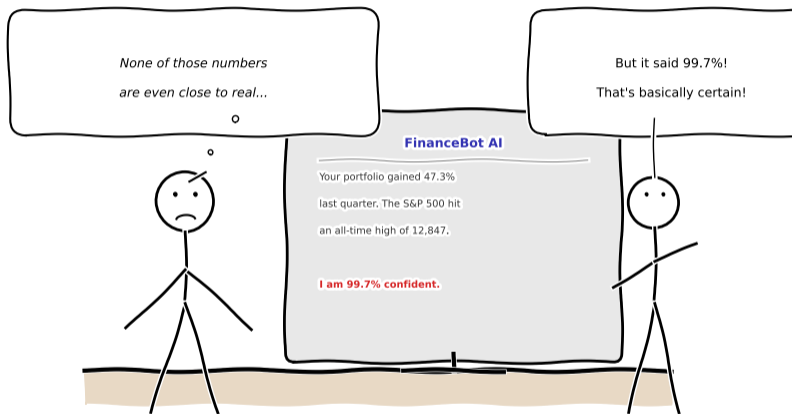 None of those numbers
are even close to real...
But it said 99.7%!
That's basically certain!
FinanceBot AI
Your portfolio gained 47.3%
last quarter. The S&P 500 hit
an all-time high of 12,847.
I am 99.7% confident.